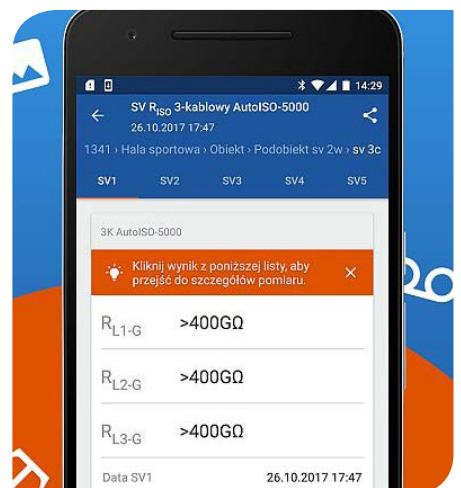 14:29
SV RISO 3-kablowy AutoISO-5000
26.10.2017 17:47
1341 › Hala sportowa › Obiekt › Podobiekt sv 2w › sv 3c
SV1 SV2 SV3 SV4 SV5
3K AutoISO-5000
Kliknij wynik z poniższej listy, aby
przejść do szczegółów pomiaru.
RL1-G >400GΩ
RL2-G >400GΩ
RL3-G >400GΩ
Data SV1 26.10.2017 17:47